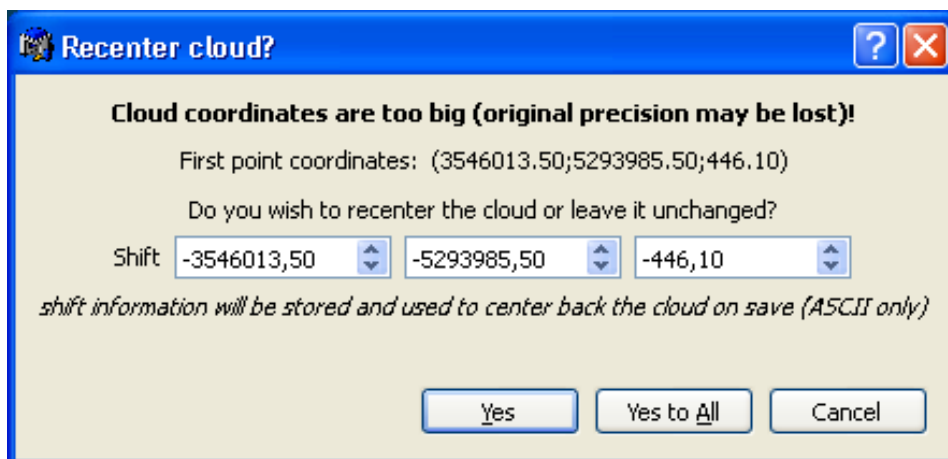 Recenter cloud?
Cloud coordinates are too big (original precision may be lost)!
First point coordinates: (3546013.50;5293985.50;446.10)
Do you wish to recenter the cloud or leave it unchanged?
Shift -3546013,50 -5293985,50 -446,10
shift information will be stored and used to center back the cloud on save (ASCII only)
Yes Yes to All Cancel